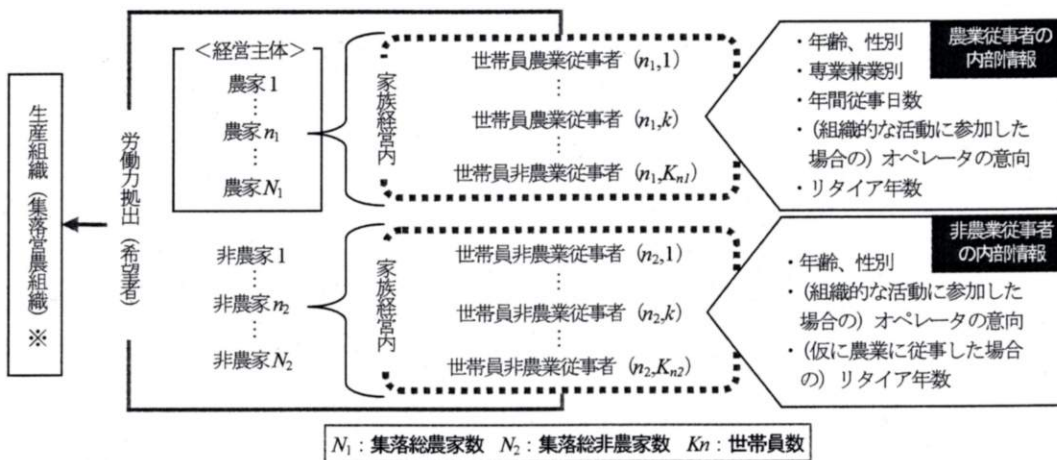 生産組織（集落営農組織）※
労働力拠出（希望者）
＜経営主体＞
農家1
⋮
農家n₁
⋮
農家N₁
家族経営内
世帯員農業従事者 (n₁,1)
⋮
世帯員農業従事者 (n₁,k)
⋮
世帯員非農業従事者 (n₁,Kn1)
農業従事者の
内部情報
・年齢、性別
・専業兼業別
・年間従事日数
・(組織的な活動に参加した
場合の) オペレータの意向
・リタイア年数
非農家1
⋮
非農家n₂
⋮
非農家N₂
家族経営内
世帯員非農業従事者 (n₂,1)
⋮
世帯員非農業従事者 (n₂,k)
⋮
世帯員非農業従事者 (n₂,Kn2)
非農業従事者
の内部情報
・年齢、性別
・(組織的な活動に参加した
場合の) オペレータの意向
・(仮に農業に従事した場合
の) リタイア年数
N₁：集落総農家数 N₂：集落総非農家数 Kn：世帯員数